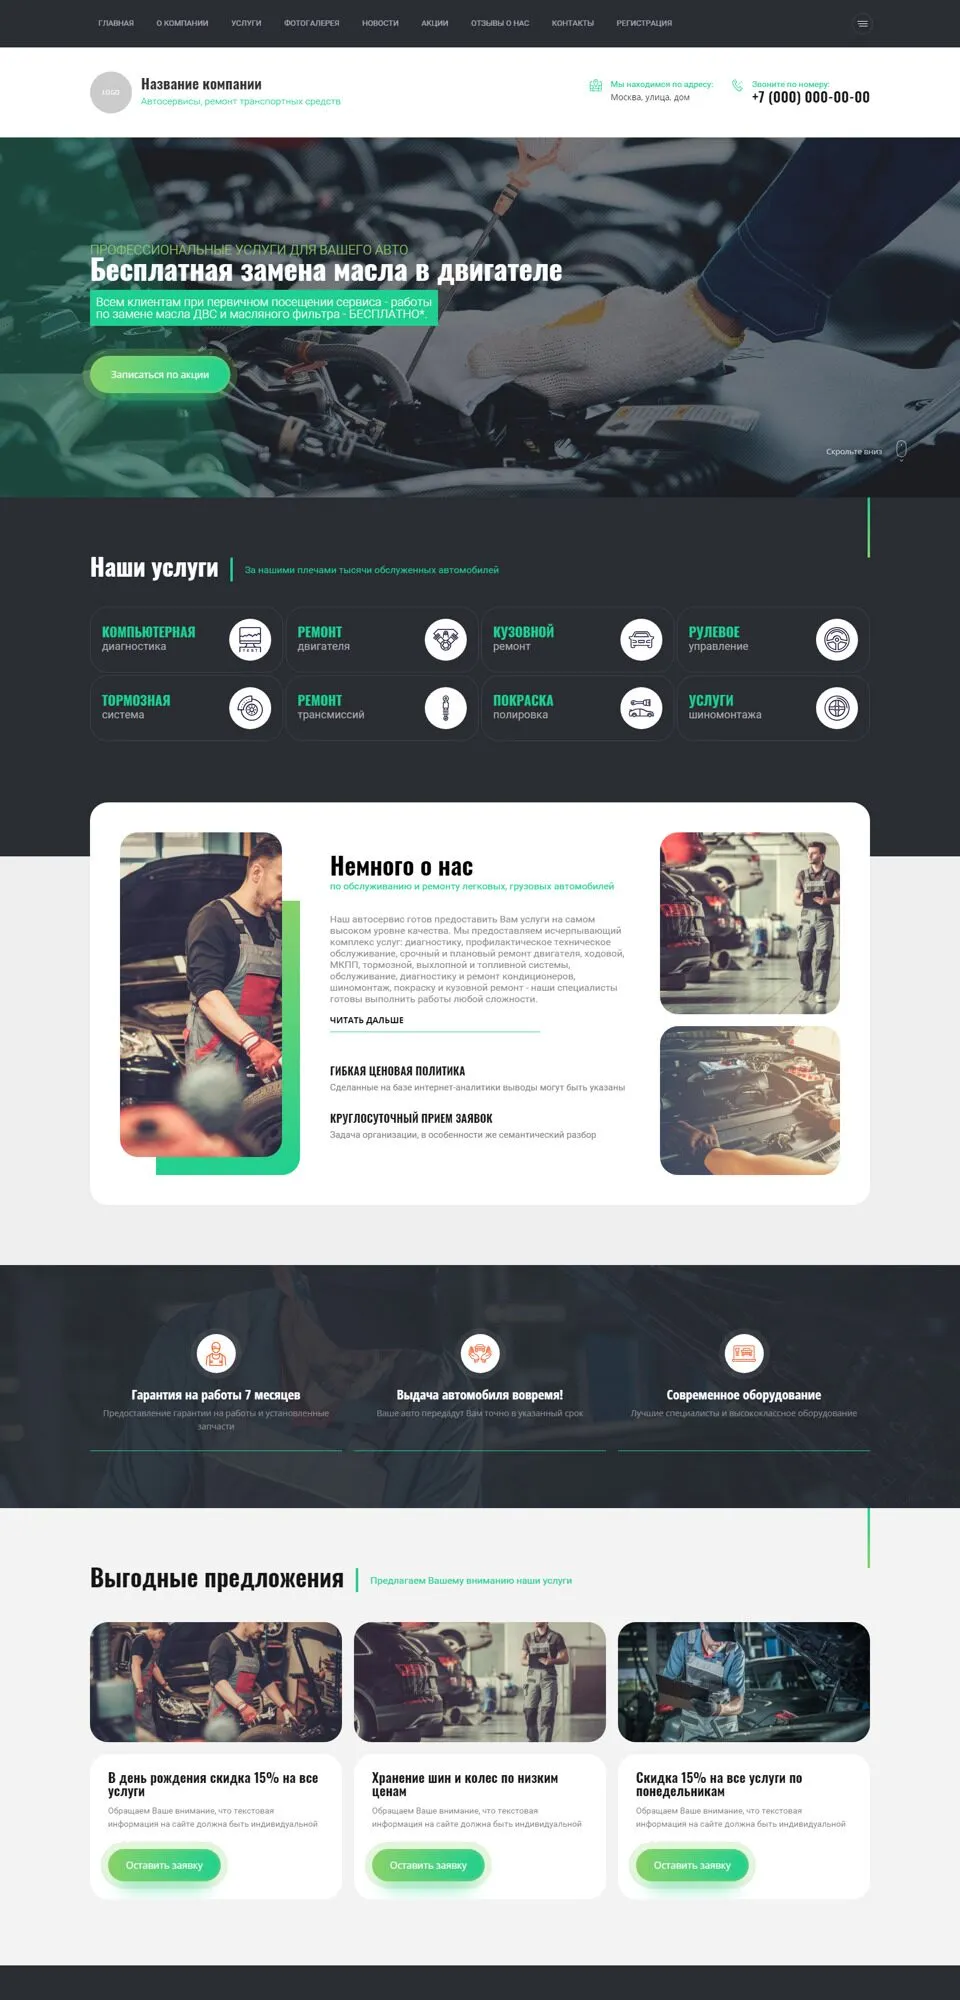 ГЛАВНАЯ О КОМПАНИИ УСЛУГИ ФОТОГАЛЕРЕЯ НОВОСТИ АКЦИИ ОТЗЫВЫ О НАС КОНТАКТЫ РЕГИСТРАЦИЯ
LOGO
Название компании
Автосервисы, ремонт транспортных средств
Мы находимся по адресу:
Москва, улица, дом
Звоните по номеру:
+7 (000) 000-00-00
ПРОФЕССИОНАЛЬНЫЕ УСЛУГИ ДЛЯ ВАШЕГО АВТО
Бесплатная замена масла в двигателе
Всем клиентам при первичном посещении сервиса - работы
по замене масла ДВС и масляного фильтра - БЕСПЛАТНО*.
Записаться по акции
Скрольте вниз
Наши услуги
За нашими плечами тысячи обслуженных автомобилей
КОМПЬЮТЕРНАЯ
диагностика
TEST
РЕМОНТ
двигателя
КУЗОВНОЙ
ремонт
РУЛЕВОЕ
управление
ТОРМОЗНАЯ
система
РЕМОНТ
трансмиссий
ПОКРАСКА
полировка
УСЛУГИ
шиномонтажа
Немного о нас
по обслуживанию и ремонту легковых, грузовых автомобилей
Наш автосервис готов предоставить Вам услуги на самом
высоком уровне качества. Мы предоставляем исчерпывающий
комплекс услуг: диагностику, профилактическое техническое
обслуживание, срочный и плановый ремонт двигателя, ходовой,
МКПП, тормозной, выхлопной и топливной системы,
обслуживание, диагностику и ремонт кондиционеров,
шиномонтаж, покраску и кузовной ремонт - наши специалисты
готовы выполнить работы любой сложности.
ЧИТАТЬ ДАЛЬШЕ
ГИБКАЯ ЦЕНОВАЯ ПОЛИТИКА
Сделанные на базе интернет-аналитики выводы могут быть указаны
КРУГЛОСУТОЧНЫЙ ПРИЕМ ЗАЯВОК
Задача организации, в особенности же семантический разбор
Гарантия на работы 7 месяцев
Предоставление гарантии на работы и установленные
запчасти
Выдача автомобиля вовремя!
Ваше авто передадут Вам точно в указанный срок
Современное оборудование
Лучшие специалисты и высококлассное оборудование
Выгодные предложения
Предлагаем Вашему вниманию наши услуги
В день рождения скидка 15% на все
услуги
Обращаем Ваше внимание, что текстовая
информация на сайте должна быть индивидуальной
Оставить заявку
Хранение шин и колес по низким
ценам
Обращаем Ваше внимание, что текстовая
информация на сайте должна быть индивидуальной
Оставить заявку
Скидка 15% на все услуги по
понедельникам
Обращаем Ваше внимание, что текстовая
информация на сайте должна быть индивидуальной
Оставить заявку